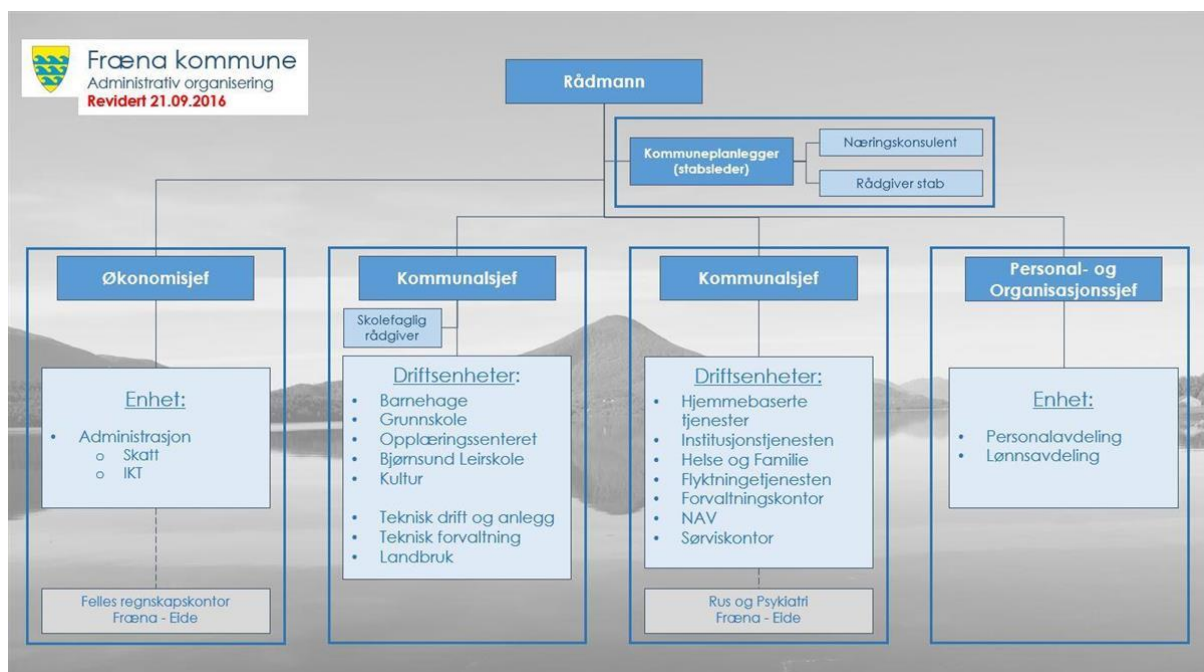 Fræna kommune
Administrativ organisering
Revidert 21.09.2016
Rådmann
Kommuneplanlegger
(stabsleder)
Næringskonsulent
Rådgiver stab
Økonomisjef
Enhet:
• Administrasjon
o Skatt
o IKT
Felles regnskapskontor
Fræna - Eide
Kommunalsjef
Skolefaglig
rådgiver
Driftsenheter:
• Barnehage
• Grunnskole
• Opplæringssenteret
• Bjørnsund Leirskole
• Kultur
• Teknisk drift og anlegg
• Teknisk forvaltning
• Landbruk
Kommunalsjef
Driftsenheter:
• Hjemmebaserte
tjenester
• Institusjonstjenesten
• Helse og Familie
• Flyktningetjenesten
• Forvaltningskontor
• NAV
• Sørviskontor
Rus og Psykiatri
Fræna - Eide
Personal- og
Organisasjonssjef
Enhet:
• Personalavdeling
• Lønnsavdeling